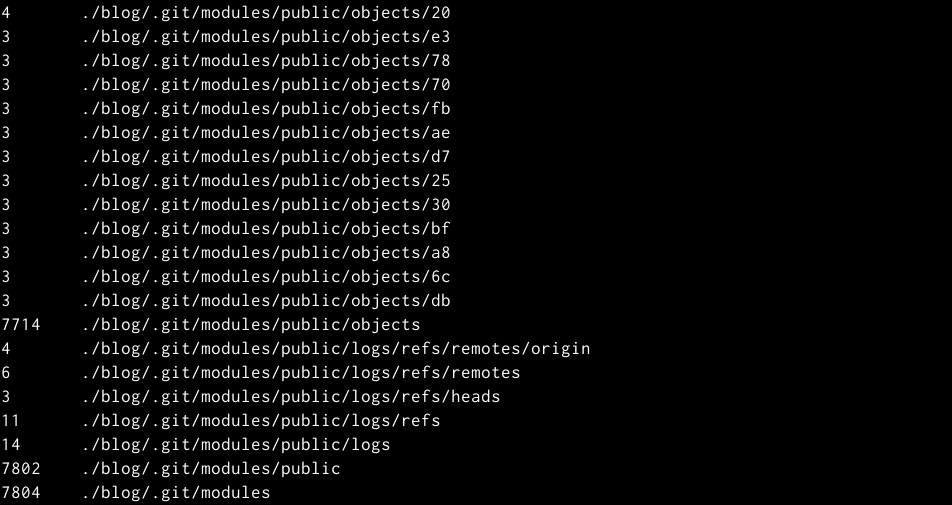 4 ./blog/.git/modules/public/objects/20
3 ./blog/.git/modules/public/objects/e3
3 ./blog/.git/modules/public/objects/78
3 ./blog/.git/modules/public/objects/70
3 ./blog/.git/modules/public/objects/fb
3 ./blog/.git/modules/public/objects/ae
3 ./blog/.git/modules/public/objects/d7
3 ./blog/.git/modules/public/objects/25
3 ./blog/.git/modules/public/objects/30
3 ./blog/.git/modules/public/objects/bf
3 ./blog/.git/modules/public/objects/a8
3 ./blog/.git/modules/public/objects/6c
3 ./blog/.git/modules/public/objects/db
7714 ./blog/.git/modules/public/objects
4 ./blog/.git/modules/public/logs/refs/remotes/origin
6 ./blog/.git/modules/public/logs/refs/remotes
3 ./blog/.git/modules/public/logs/refs/heads
11 ./blog/.git/modules/public/logs/refs
14 ./blog/.git/modules/public/logs
7802 ./blog/.git/modules/public
7804 ./blog/.git/modules